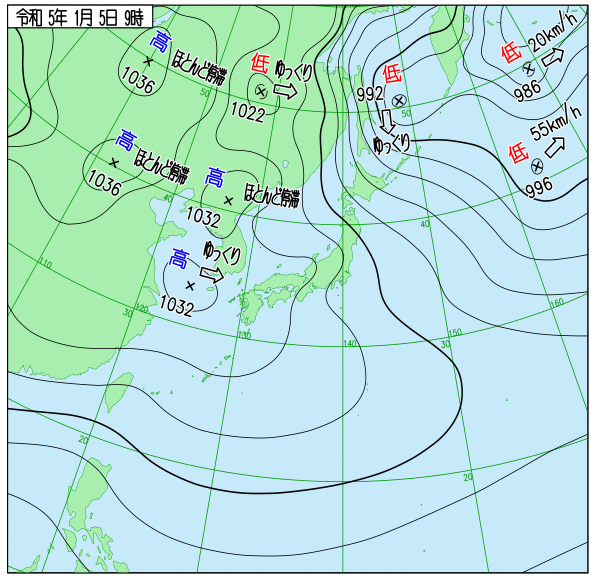 令和 5年 1月 5日 9時
高
1036
ほとんど停滞
低
1022
ゆっくり
50
低
992
ゆっくり
50
低
986
20km/h
低
996
55km/h
高
1036
ほとんど停滞
高
1032
ほとんど停滞
40
40
高
1032
ゆっくり
110
120
30
130
140
150
30
160
20
20